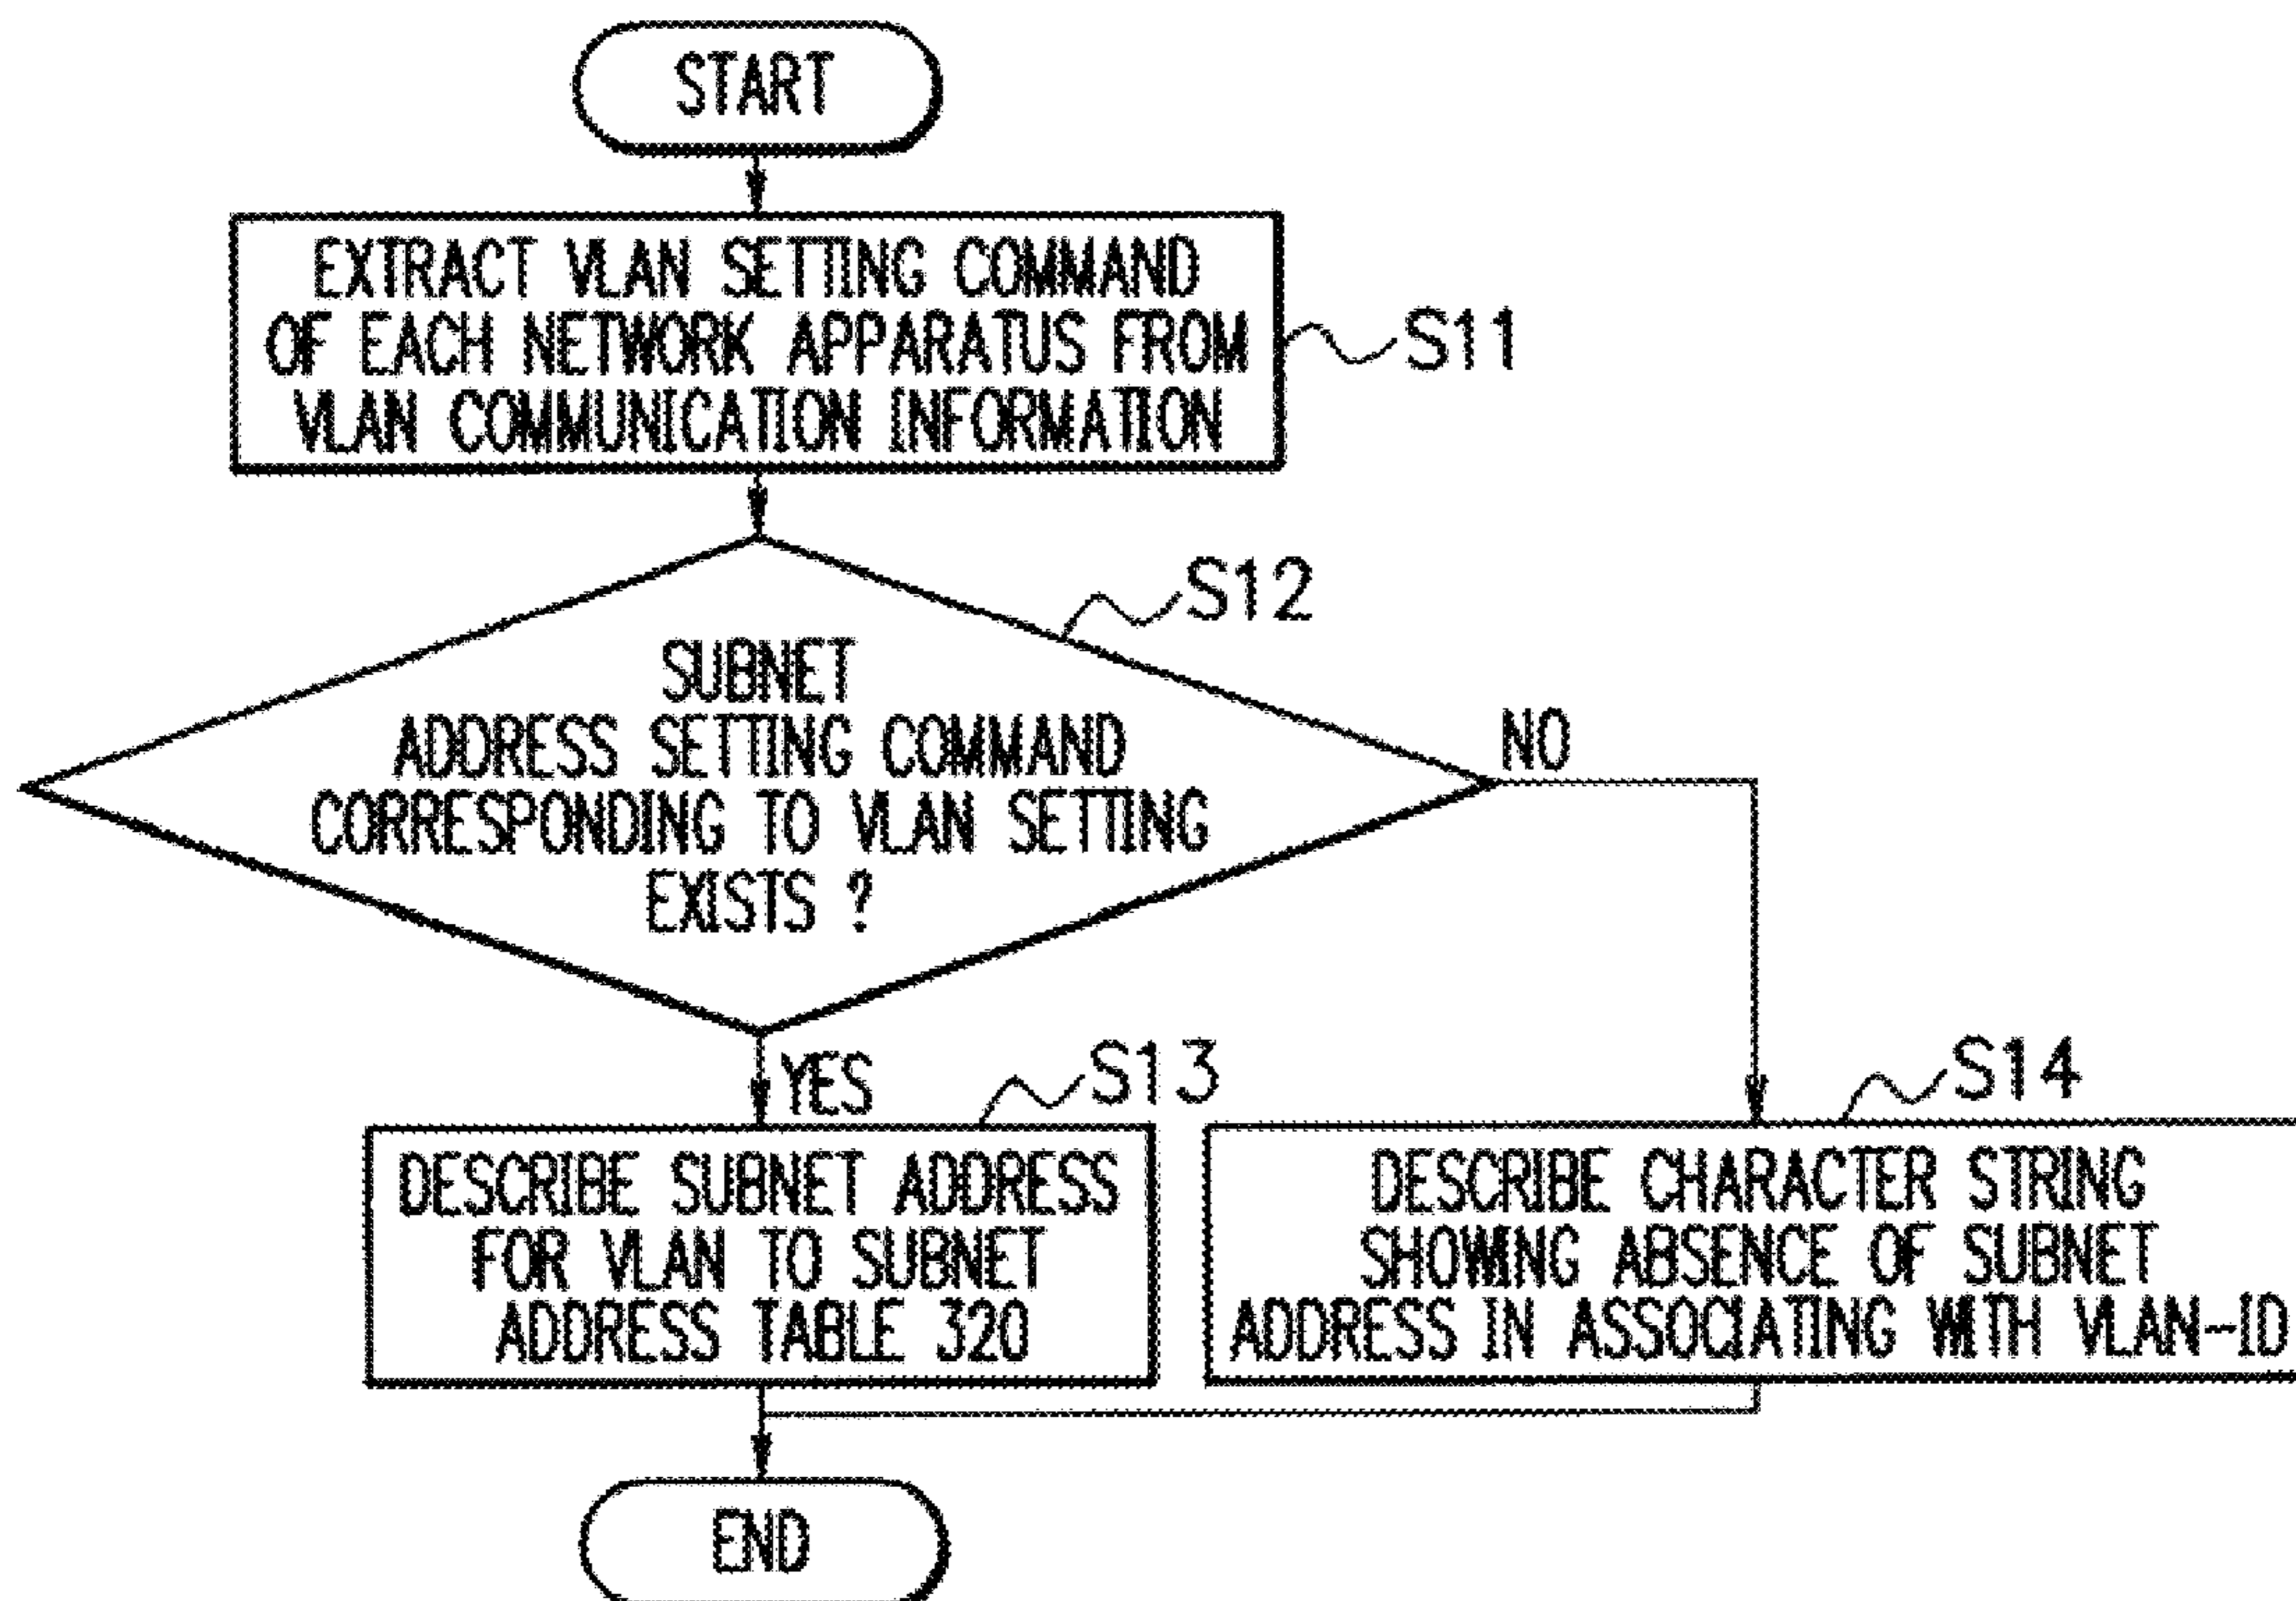 START
EXTRACT VLAN SETTING COMMAND
OF EACH NETWORK APPARATUS FROM
VLAN COMMUNICATION INFORMATION
S11
S12
SUBNET
ADDRESS SETTING COMMAND
CORRESPONDING TO VLAN SETTING
EXISTS ?
NO
YES
S13
DESCRIBE SUBNET ADDRESS
FOR VLAN TO SUBNET
ADDRESS TABLE 320
S14
DESCRIBE CHARACTER STRING
SHOWING ABSENCE OF SUBNET
ADDRESS IN ASSOCIATING WITH VLAN-ID
END